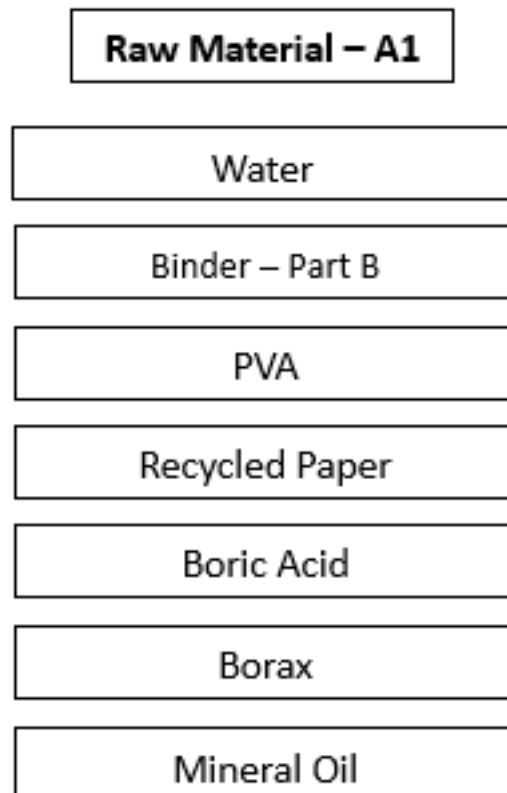 Raw Material – A1
Water
Binder – Part B
PVA
Recycled Paper
Boric Acid
Borax
Mineral Oil